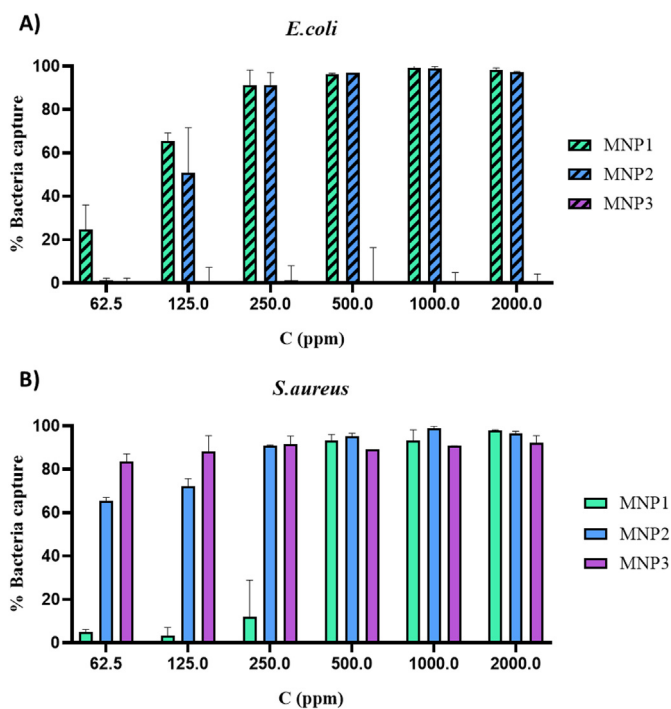 A)
E.coli
% Bacteria capture
100
80
60
40
20
0
62.5 125.0 250.0 500.0 1000.0 2000.0
C (ppm)
MNP1
MNP2
MNP3
B)
S.aureus
% Bacteria capture
100
80
60
40
20
0
62.5 125.0 250.0 500.0 1000.0 2000.0
C (ppm)
MNP1
MNP2
MNP3